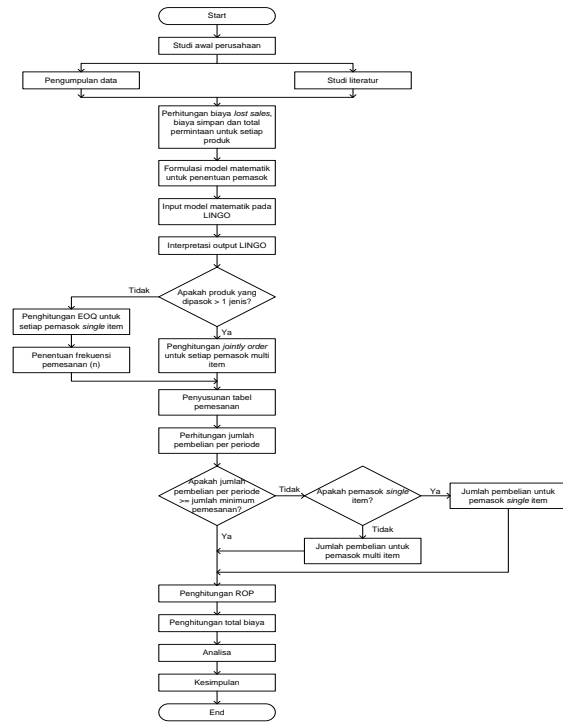 Start
Studi awal perusahaan
Pengumpulan data
Studi literatur
Perhitungan biaya lost sales,
biaya simpan dan total
permintaan untuk setiap
produk
Formulasi model matematik
untuk penentuan pemasok
Input model matematik pada
LINGO
Interpretasi output LINGO
Apakah produk yang
dipasok > 1 jenis?
Tidak
Ya
Penghitungan EOQ untuk
setiap pemasok single item
Penentuan frekuensi
pemesanan (n)
Penghitungan jointly order
untuk setiap pemasok multi
item
Penyusunan tabel
pemesanan
Perhitungan jumlah
pembelian per periode
Apakah jumlah
pembelian per periode
>= jumlah minimum
pemesanan?
Tidak
Ya
Apakah pemasok single
item?
Ya
Tidak
Jumlah pembelian untuk
pemasok single item
Jumlah pembelian untuk
pemasok multi item
Penghitungan ROP
Penghitungan total biaya
Analisa
Kesimpulan
End